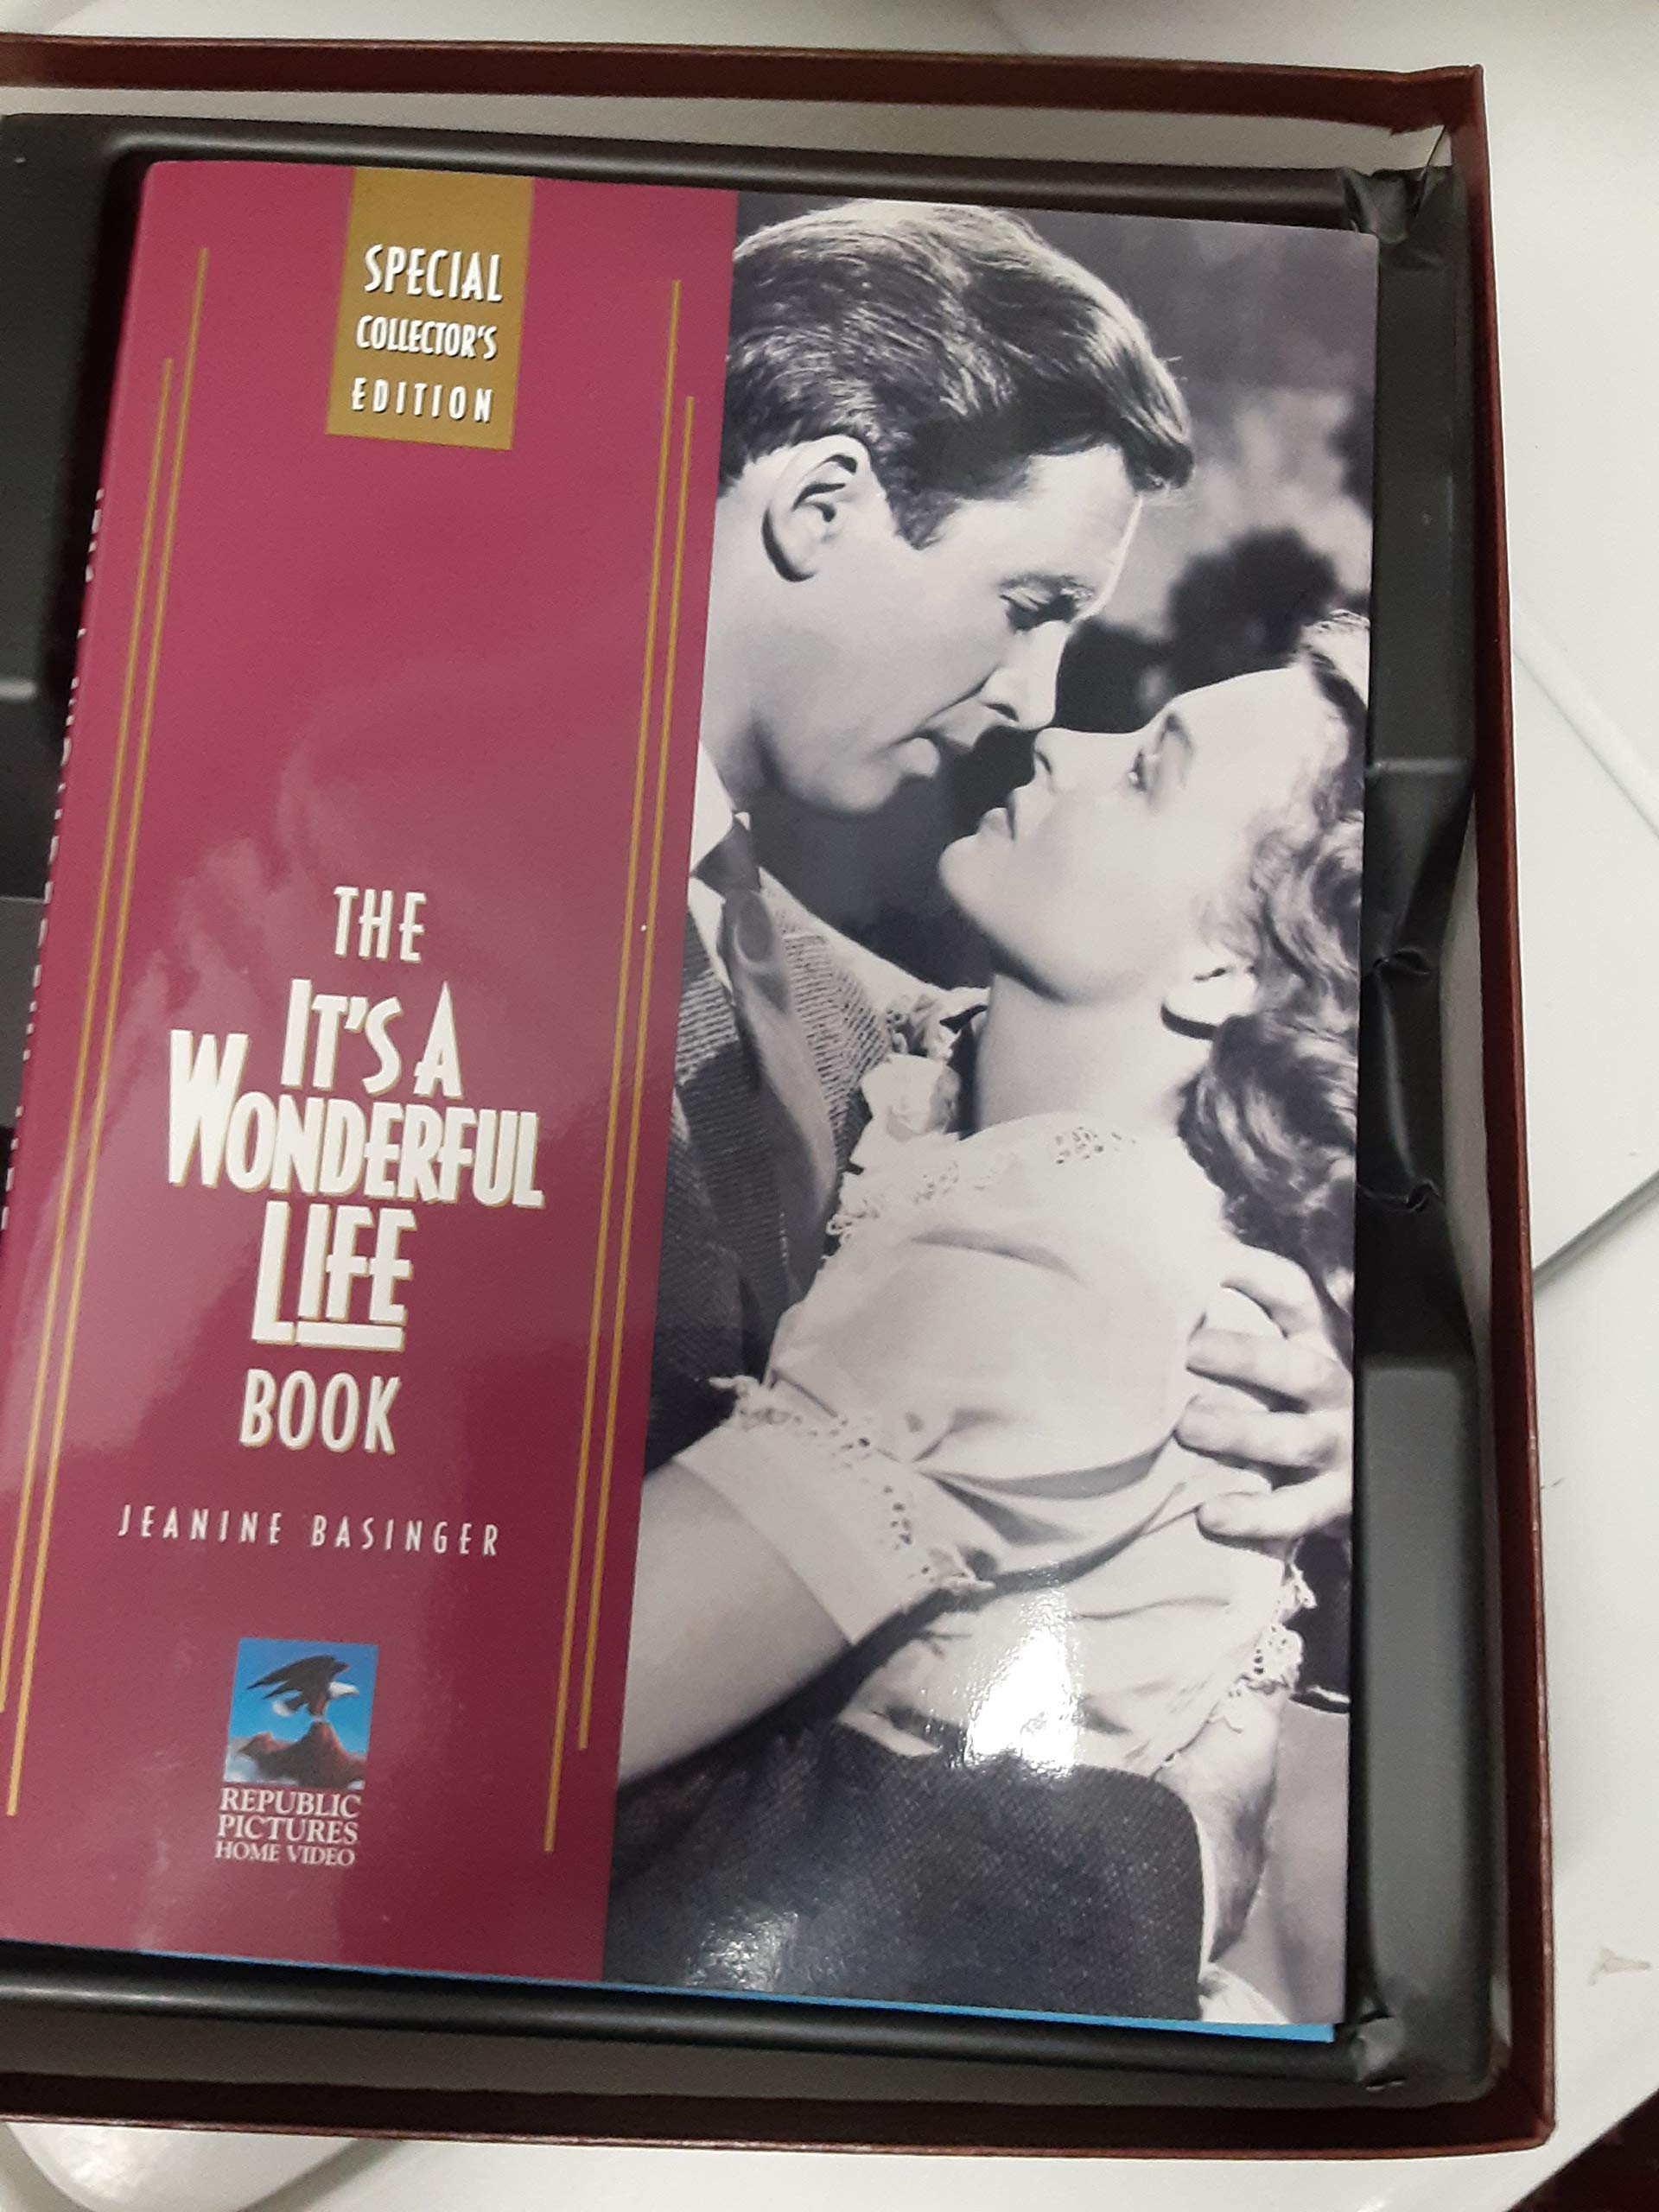 SPECIAL
COLLECTOR'S
EDITION
THE
IT'S A
WONDERFUL
LIFE
BOOK
JEANINE BASINGER
REPUBLIC
PICTURES
HOME VIDEO